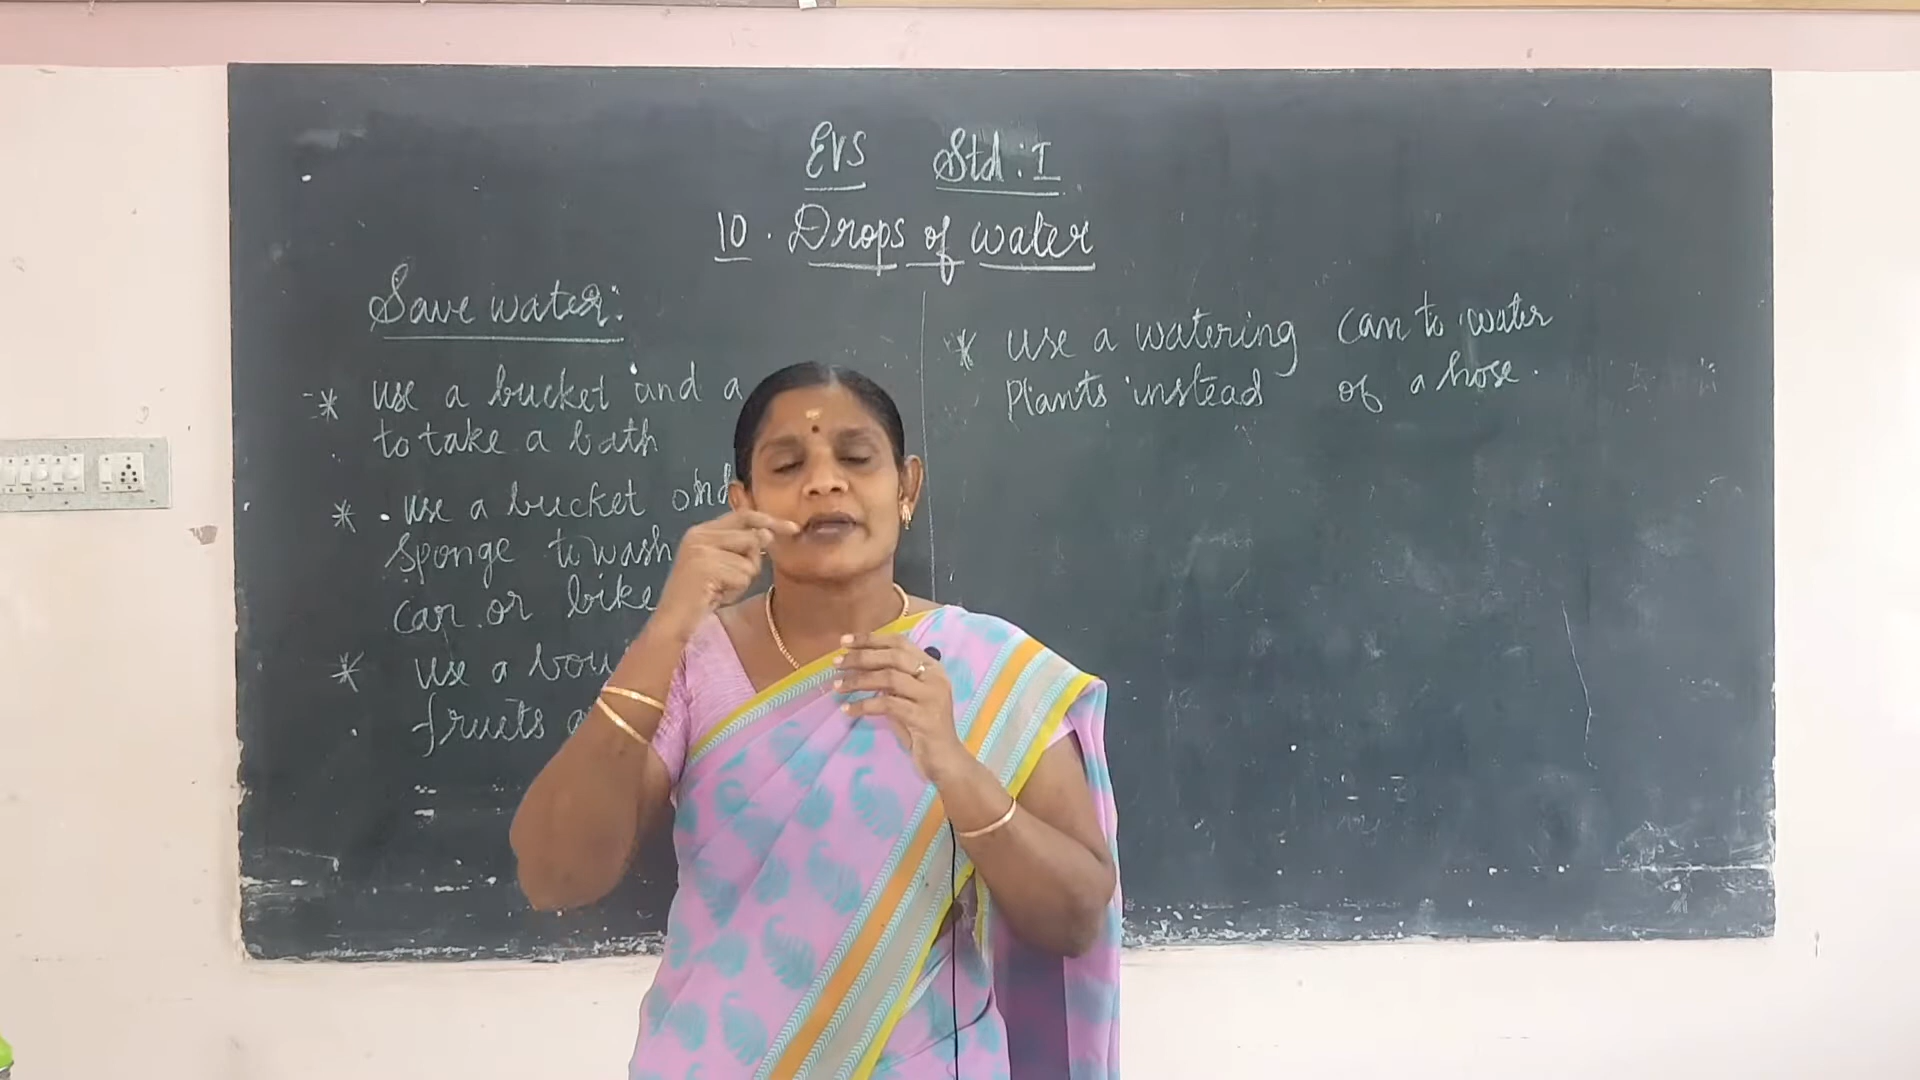 EVS Std : I
10. Drops of water
Save water:
* use a bucket and a
to take a bath
* . use a bucket and
sponge to wash
car or bike
* use a
fruits
* use a watering can to water
Plants instead of a hose.